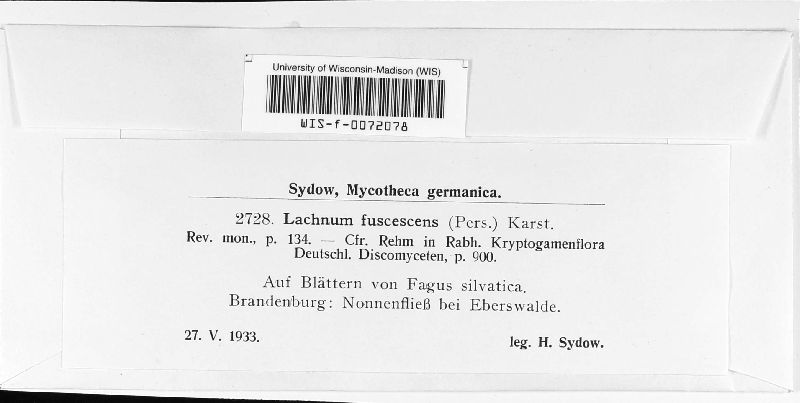 University of Wisconsin-Madison (WIS)
WIS-f-0072078
Sydow, Mycotheca germanica.
2728. Lachnum fuscescens (Pers.) Karst.
Rev. mon., p. 134. — Cfr. Rehm in Rabh. Kryptogamenflora
Deutschl. Discomyceten, p. 900.
Auf Blättern von Fagus silvatica.
Brandenburg: Nonnenfließ bei Eberswalde.
27. V. 1933.
leg. H. Sydow.